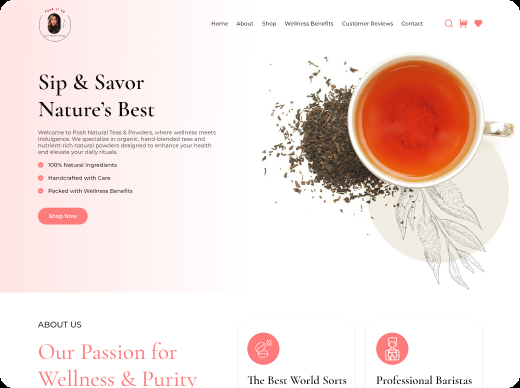 Home About Shop Wellness Benefits Customer Reviews Contact
Sip & Savor
Nature's Best
Welcome to Posh Natural Teas & Powders, where wellness meets
indulgence. We specialize in organic, hand-blended teas and
nutrient-rich natural powders designed to enhance your health
and elevate your daily rituals.
100% Natural Ingredients
Handcrafted with Care
Packed with Wellness Benefits
Shop Now
ABOUT US
Our Passion for
Wellness & Purity
The Best World Sorts
Professional Baristas